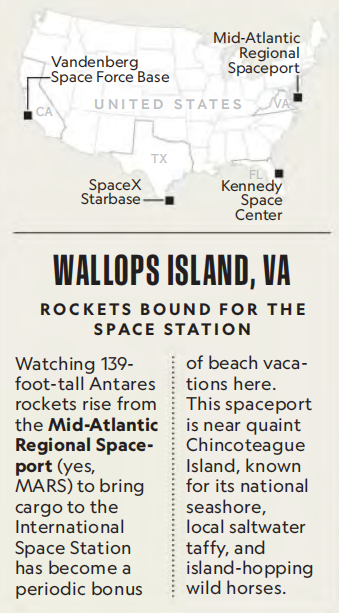 Mid-Atlantic
Regional
Spaceport
Vandenberg
Space Force Base
UNITED STATES
CA
VA
TX
FL
SpaceX
Starbase
Kennedy
Space
Center
WALLOPS ISLAND, VA
ROCKETS BOUND FOR THE
SPACE STATION
Watching 139-
foot-tall Antares
rockets rise from
the Mid-Atlantic
Regional Space-
port (yes,
MARS) to bring
cargo to the
International
Space Station
has become a
periodic bonus
of beach vaca-
tions here.
This spaceport
is near quaint
Chincoteague
Island, known
for its national
seashore,
local saltwater
taffy, and
island-hopping
wild horses.